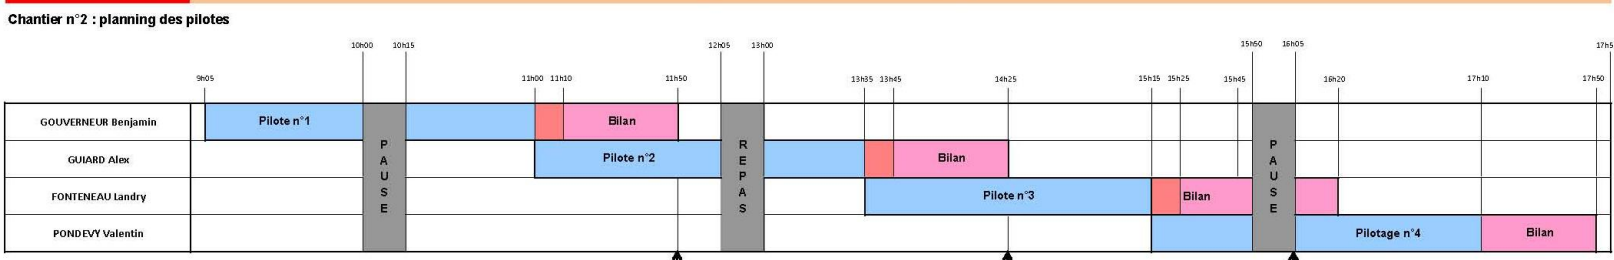 Chantier n°2 : planning des pilotes
10h00 10h15 12h05 13h00 15h50 16h05 17h5
9h05 11h00 11h10 11h50 13h35 13h45 14h25 15h15 15h25 15h45 16h20 17h10 17h50
GOUVERNEUR Benjamin Pilote n°1 Bilan
GUIARD Alex Pilote n°2 Bilan
FONTENEAU Landry Pilote n°3 Bilan
PONDEVY Valentin Pilotage n°4 Bilan
PAUSE
REPAS
PAUSE